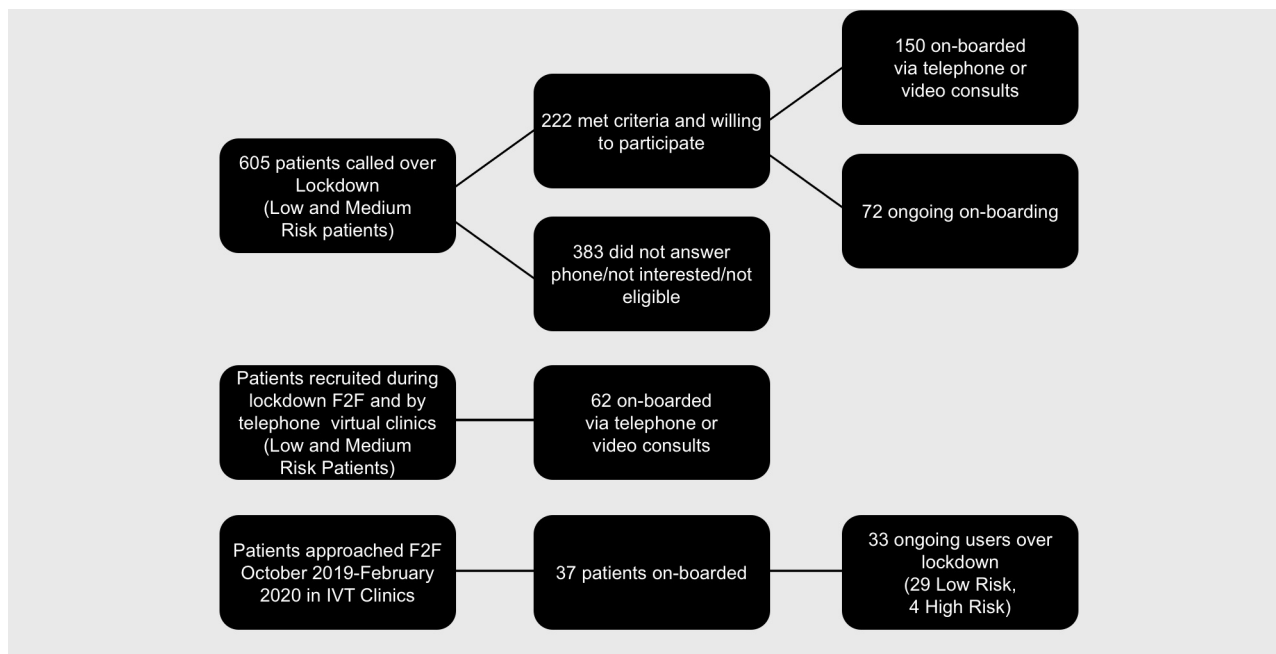 605 patients called over
Lockdown
(Low and Medium
Risk patients)
222 met criteria and willing
to participate
150 on-boarded
via telephone or
video consults
72 ongoing on-boarding
383 did not answer
phone/not interested/not
eligible
Patients recruited during
lockdown F2F and by
telephone  virtual clinics
(Low and Medium
Risk Patients)
62 on-boarded
via telephone or
video consults
Patients approached F2F
October 2019-February
2020 in IVT Clinics
37 patients on-boarded
33 ongoing users over
lockdown
(29 Low Risk,
4 High Risk)